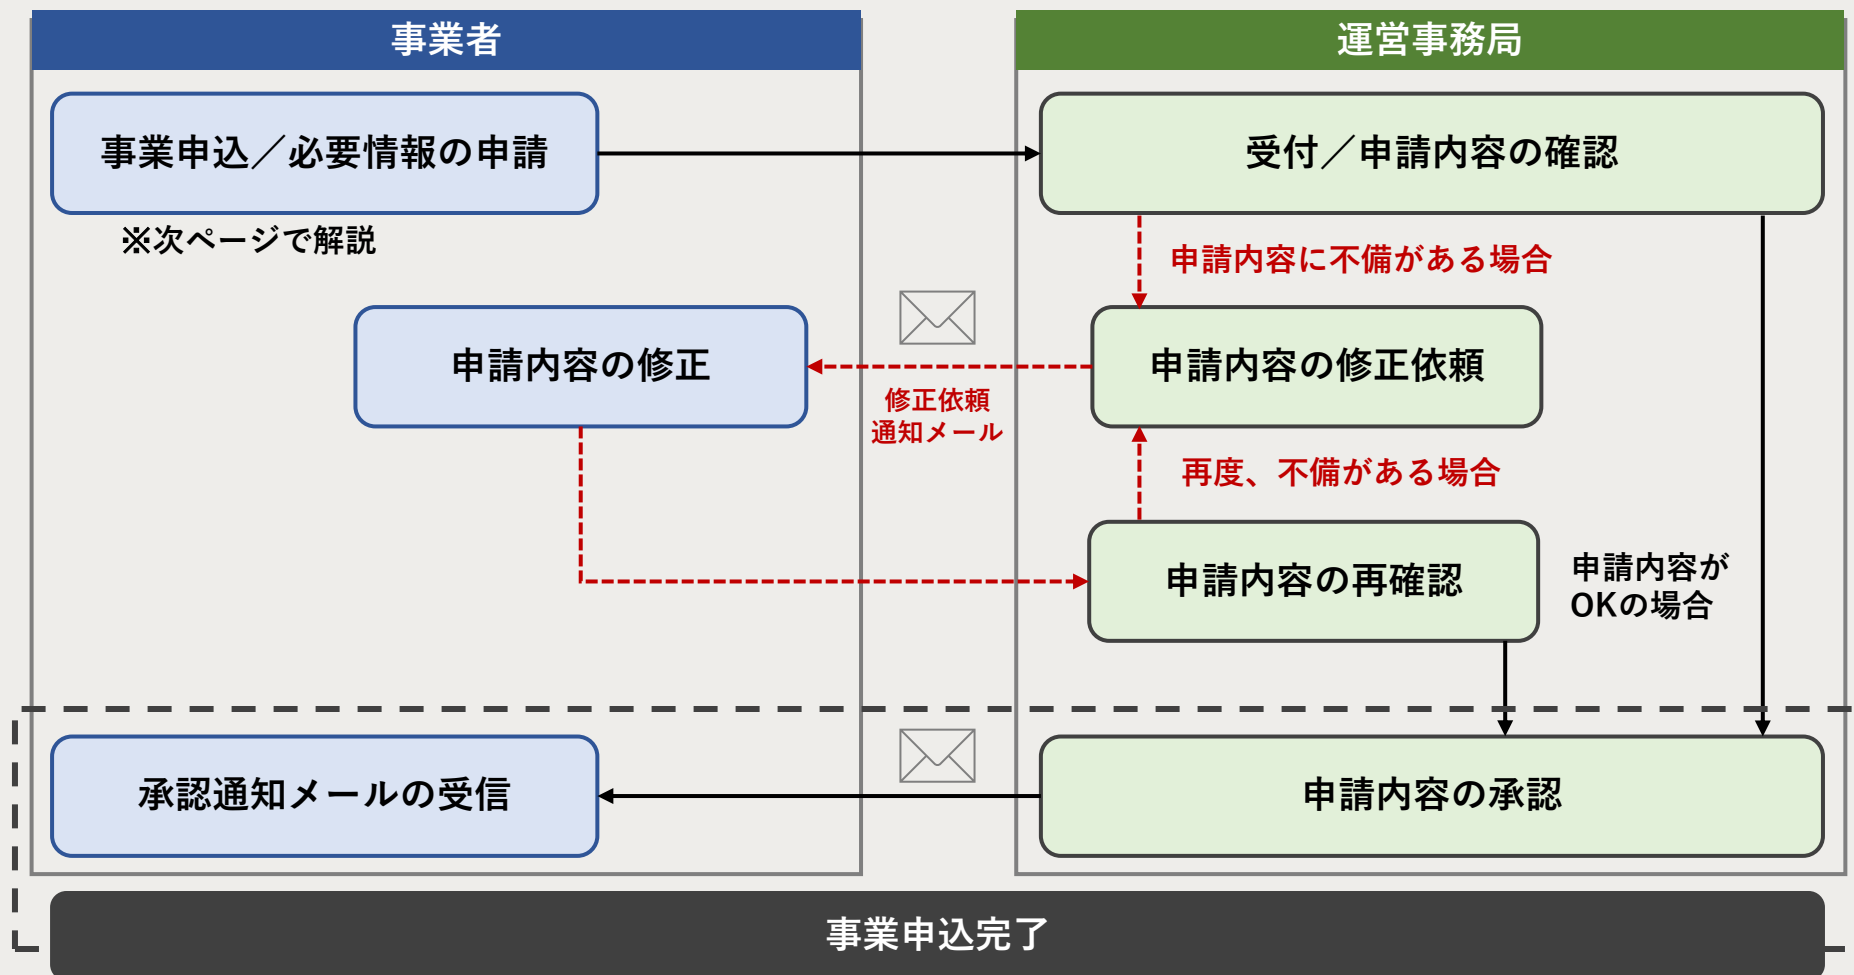 事業者
運営事務局
事業申込／必要情報の申請
受付／申請内容の確認
※次ページで解説
申請内容に不備がある場合
申請内容の修正
申請内容の修正依頼
修正依頼
通知メール
再度、不備がある場合
申請内容の再確認
申請内容が
OKの場合
承認通知メールの受信
申請内容の承認
事業申込完了